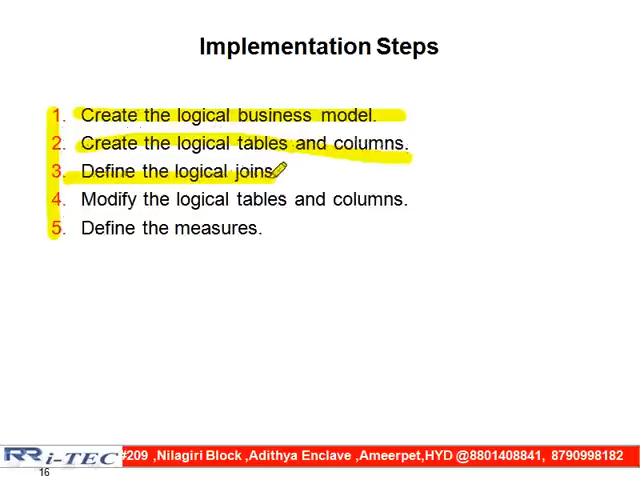 Implementation Steps
1. Create the logical business model.
2. Create the logical tables and columns.
3. Define the logical joins
4. Modify the logical tables and columns.
5. Define the measures.
RR i-TEC #209 ,Nilagiri Block ,Adithya Enclave ,Ameerpet,HYD @8801408841, 8790998182
16